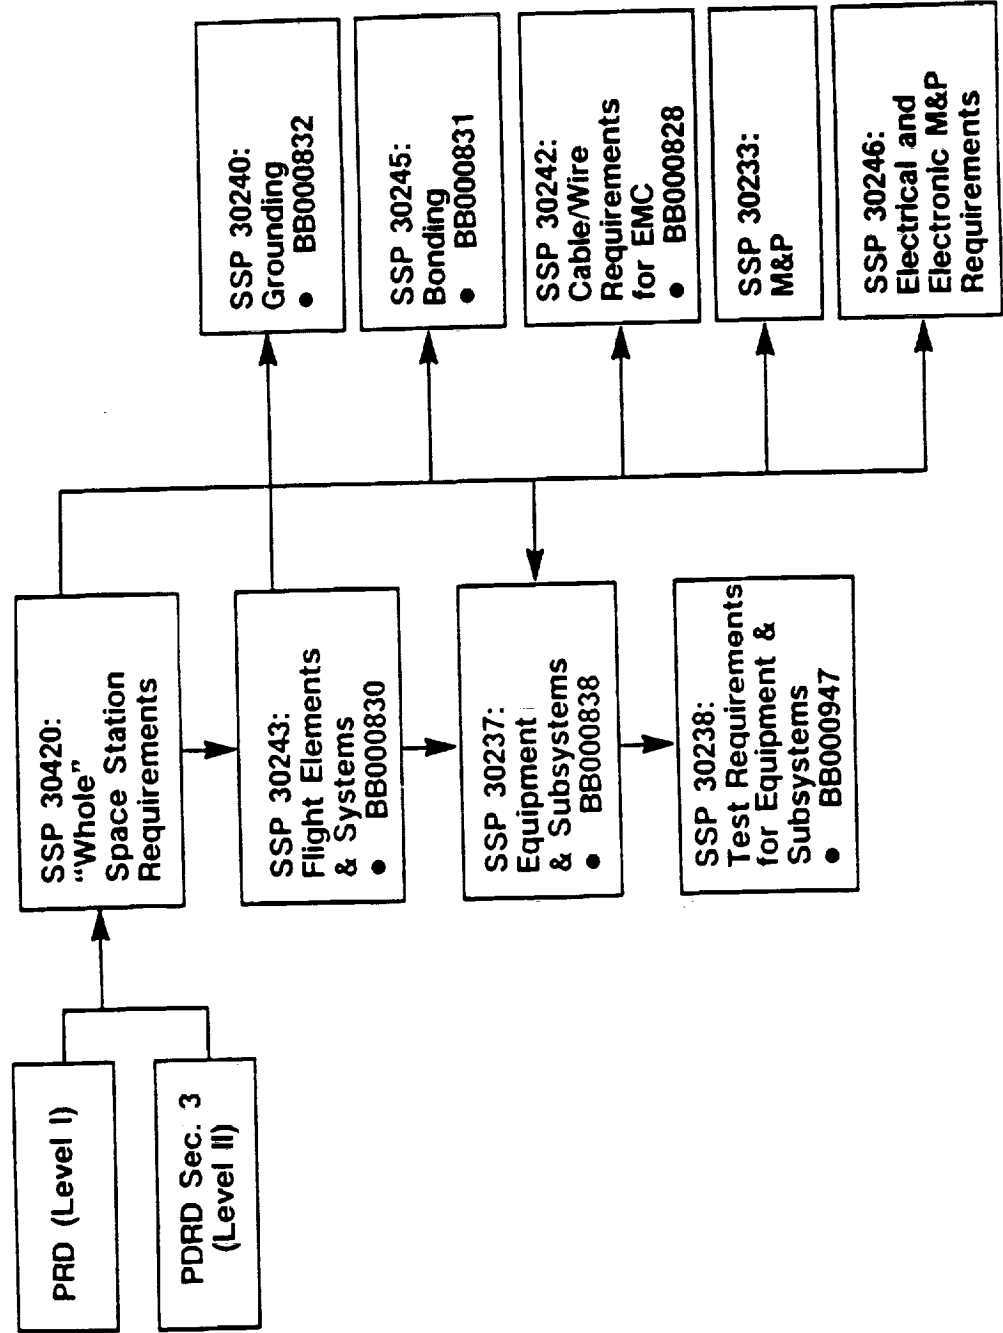 PRD (Level I)
PDRD Sec. 3
(Level II)
SSP 30420:
“Whole”
Space Station
Requirements
SSP 30243:
Flight Elements
& Systems
● BB000830
SSP 30237:
Equipment
& Subsystems
● BB000838
SSP 30238:
Test Requirements
for Equipment &
Subsystems
● BB000947
SSP 30240:
Grounding
● BB000832
SSP 30245:
Bonding
● BB000831
SSP 30242:
Cable/Wire
Requirements
for EMC
● BB000828
SSP 30233:
M&P
SSP 30246:
Electrical and
Electronic M&P
Requirements